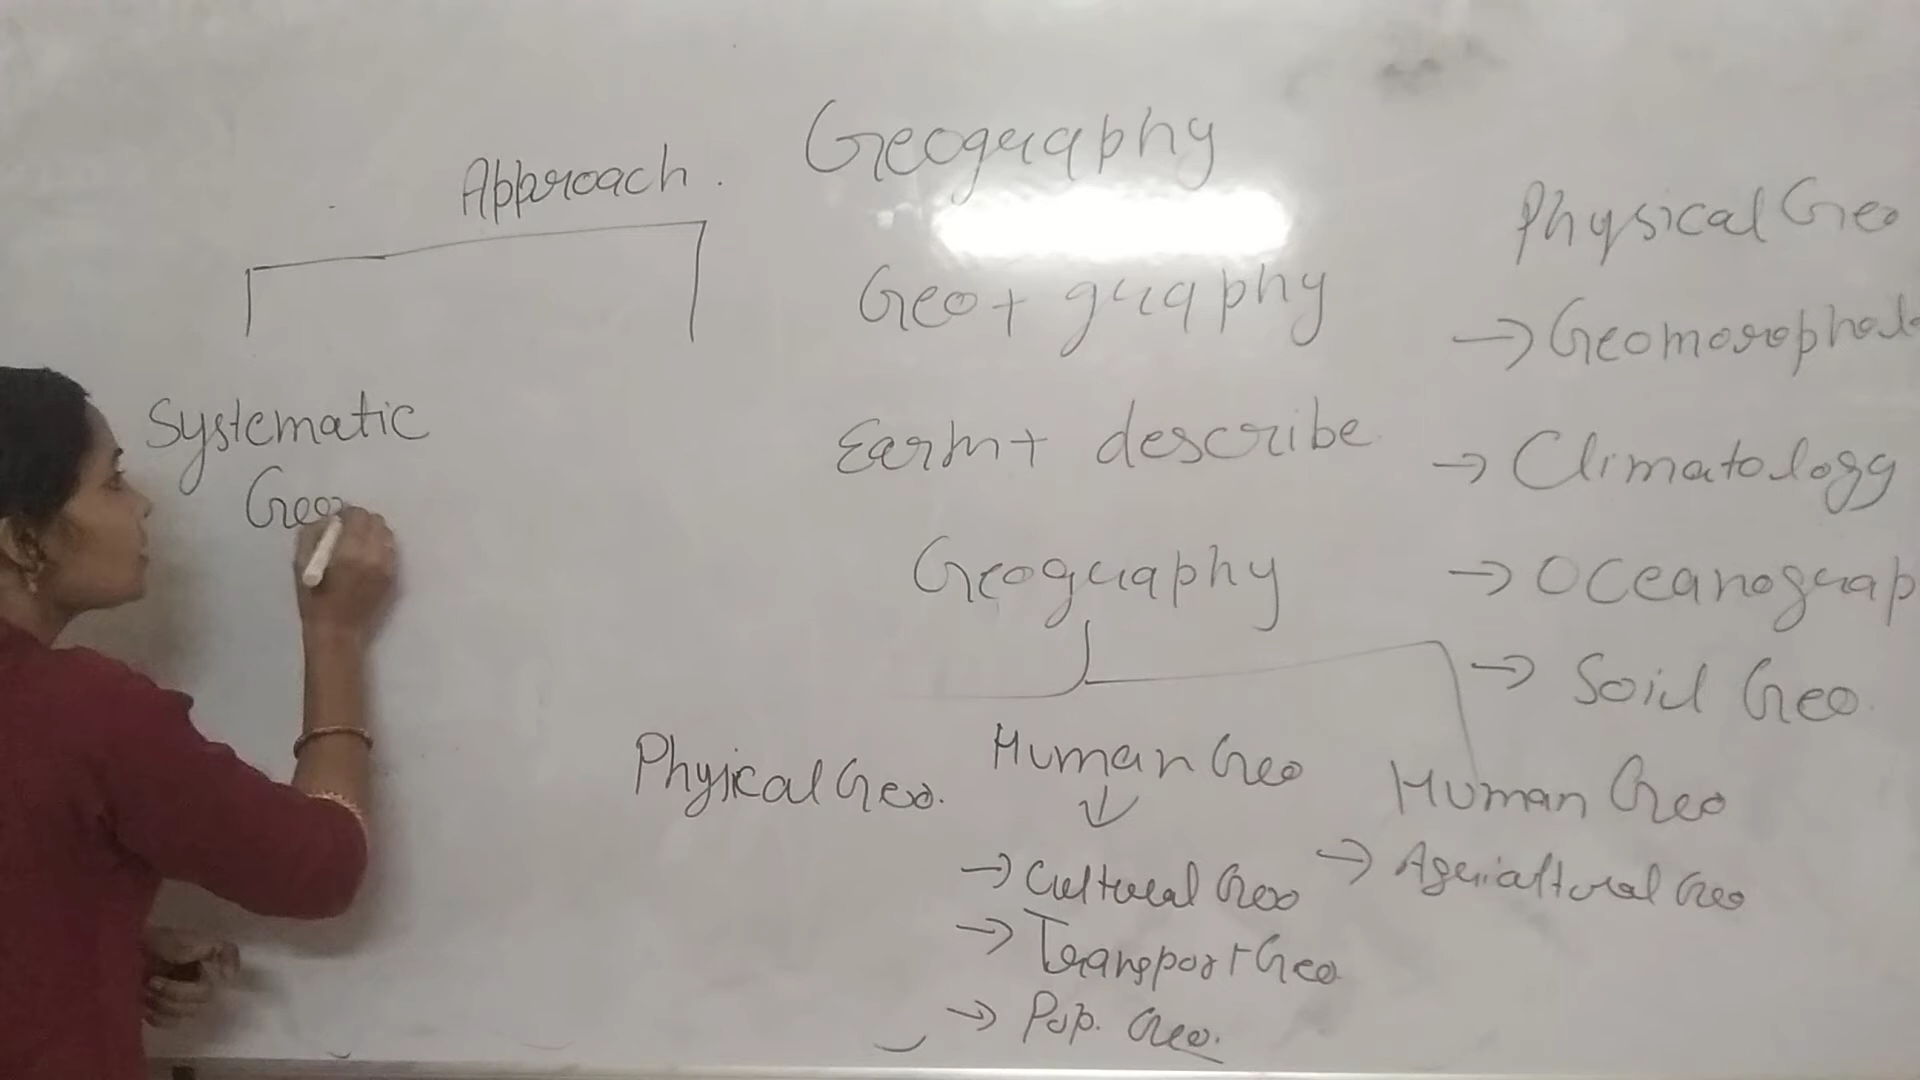 Geography
Approach.
Systematic
Geo
Geo + graphy
Earth + describe
Geography
Physical Geo.
Human Geo
→ Cultural Geo
→ Transport Geo
→ Pop. Geo.
Human Geo
→ Agricultural Geo
Physical Geo
→ Geomorphol
→ Climatology
→ Oceanograp
→ Soil Geo.